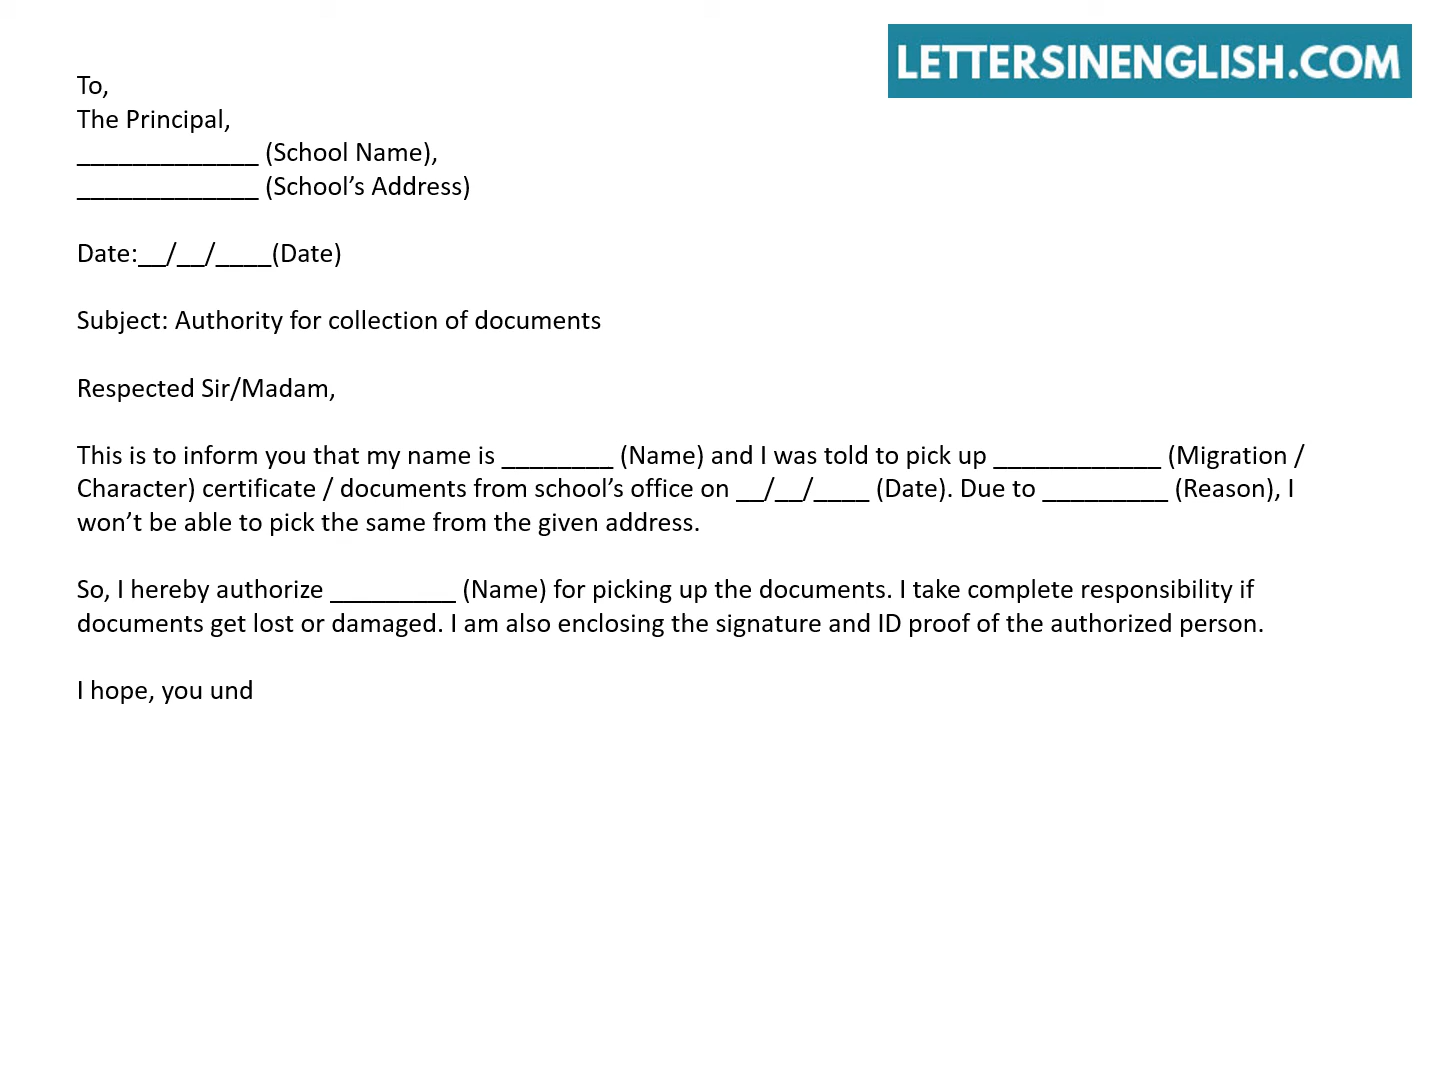 LETTERSINENGLISH.COM
To,
The Principal,
_____________ (School Name),
_____________ (School’s Address)
Date:__/__/____(Date)
Subject: Authority for collection of documents
Respected Sir/Madam,
This is to inform you that my name is ________ (Name) and I was told to pick up ____________ (Migration /
Character) certificate / documents from school’s office on __/__/____ (Date). Due to _________ (Reason), I
won’t be able to pick the same from the given address.
So, I hereby authorize _________ (Name) for picking up the documents. I take complete responsibility if
documents get lost or damaged. I am also enclosing the signature and ID proof of the authorized person.
I hope, you und